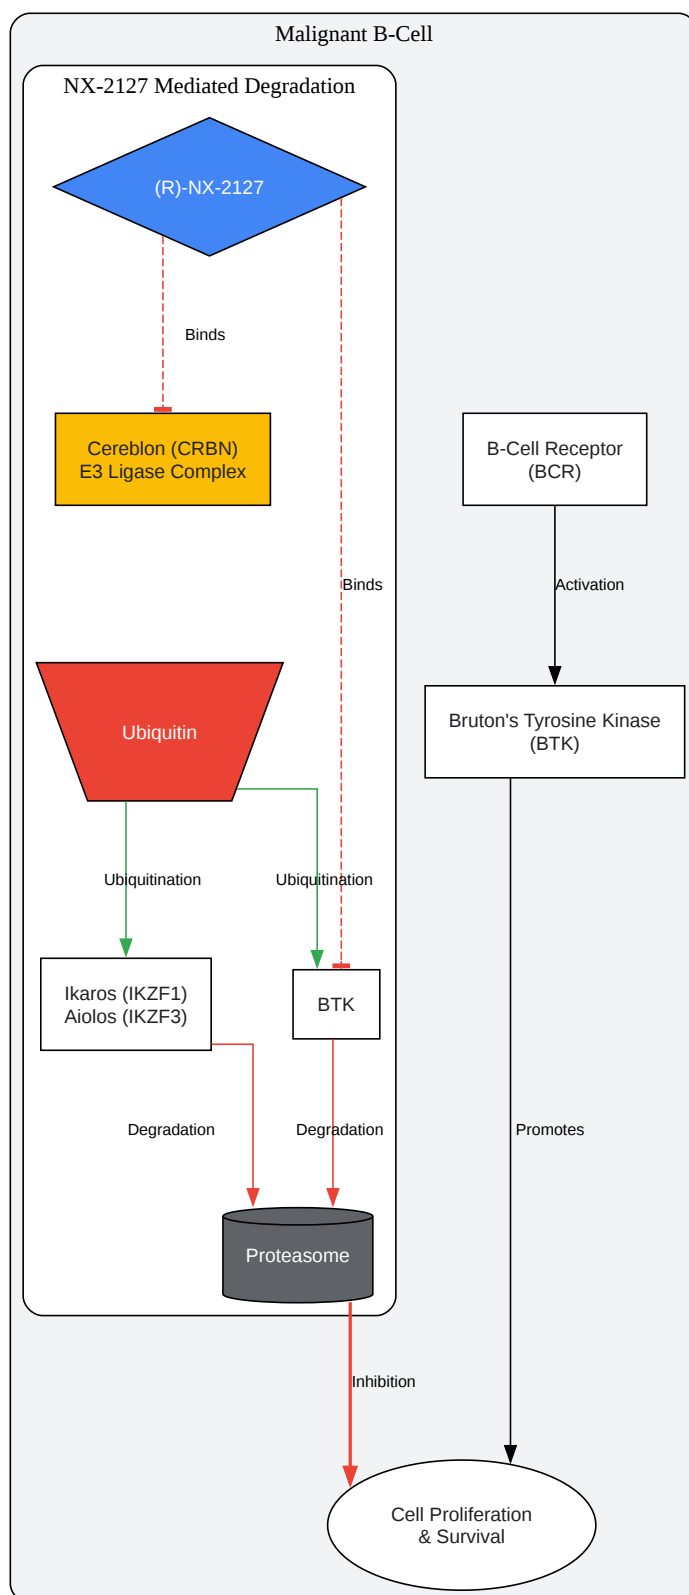 Malignant B-Cell
NX-2127 Mediated Degradation
(R)-NX-2127
Binds
Cereblon (CRBN)
E3 Ligase Complex
B-Cell Receptor
(BCR)
Binds
Activation
Ubiquitin
Bruton's Tyrosine Kinase
(BTK)
Ubiquitination
Ubiquitination
Ikaros (IKZF1)
Aiolos (IKZF3)
BTK
Degradation
Degradation
Promotes
Proteasome
Inhibition
Cell Proliferation
& Survival